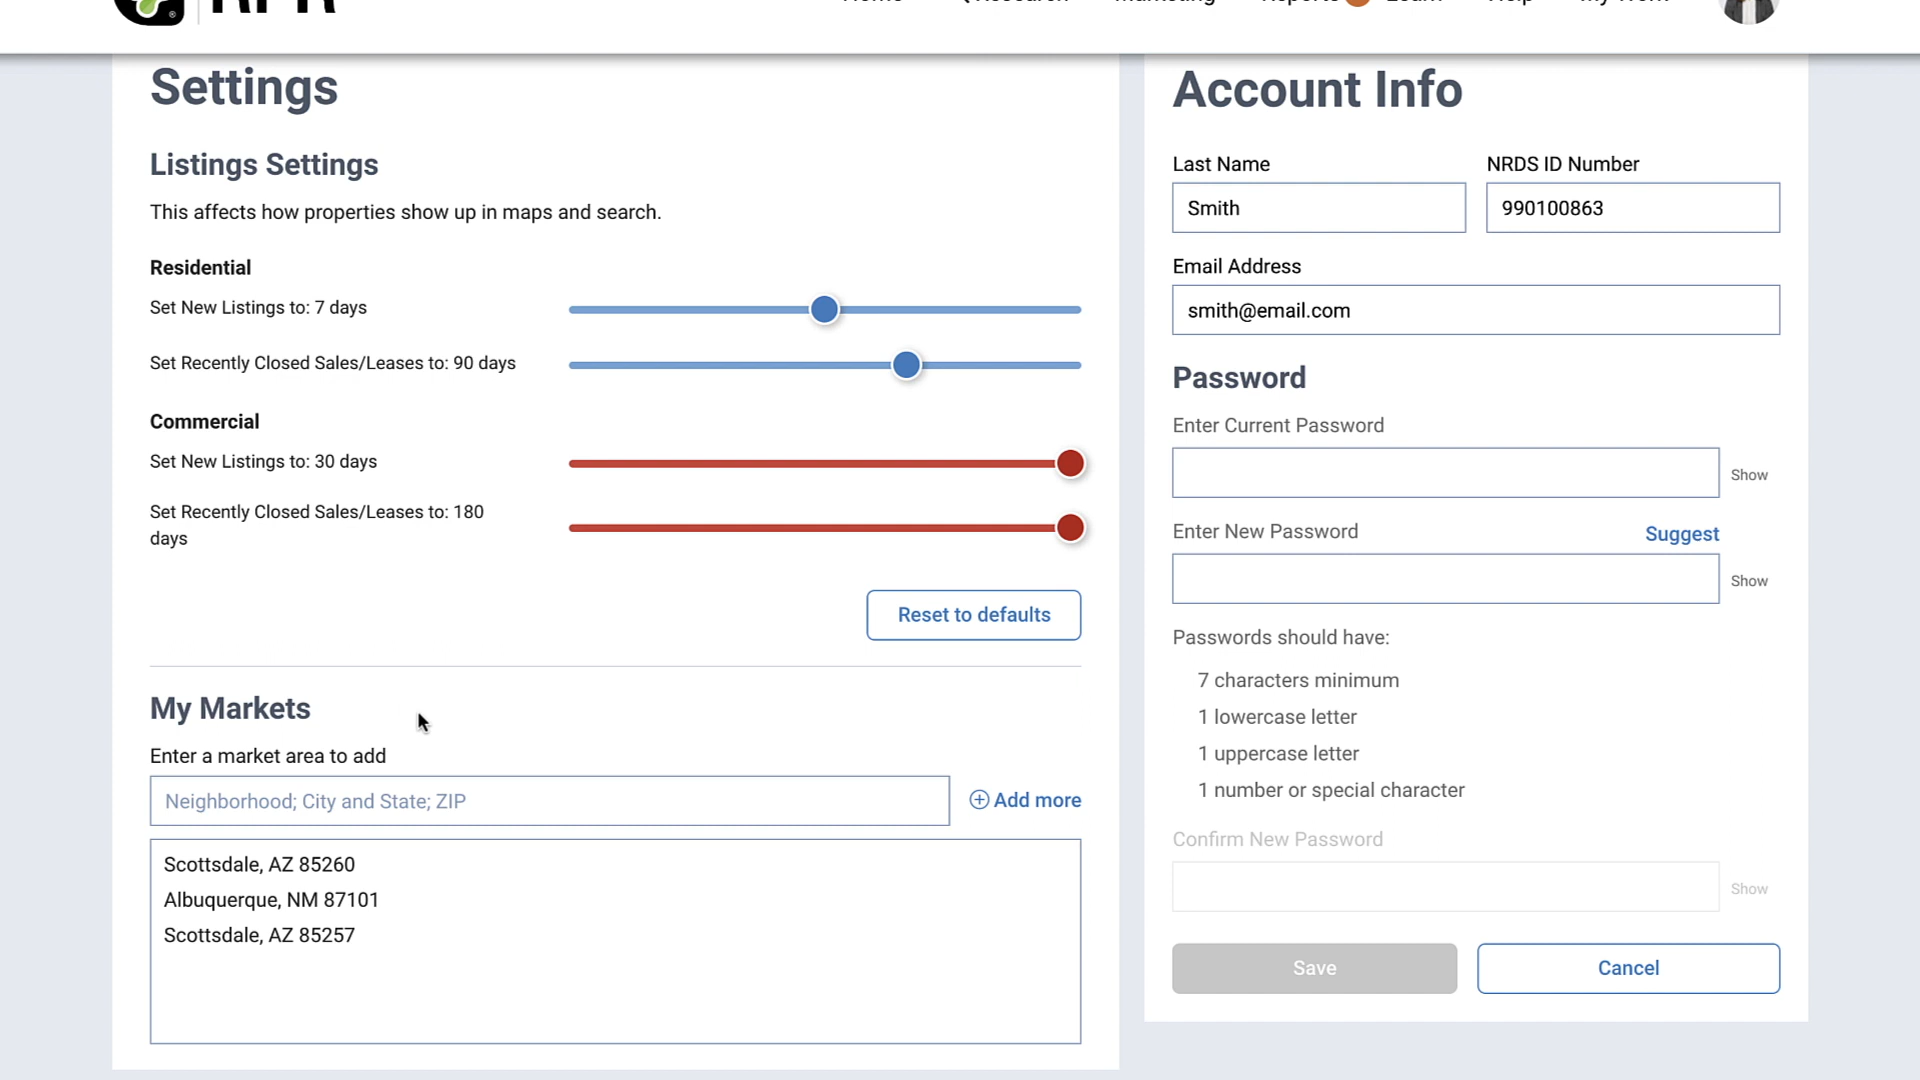 Settings
Listings Settings
This affects how properties show up in maps and search.
Residential
Set New Listings to: 7 days
Set Recently Closed Sales/Leases to: 90 days
Commercial
Set New Listings to: 30 days
Set Recently Closed Sales/Leases to: 180
days
Reset to defaults
My Markets
Enter a market area to add
Neighborhood; City and State; ZIP
Add more
Scottsdale, AZ 85260
Albuquerque, NM 87101
Scottsdale, AZ 85257
Account Info
Last Name
NRDS ID Number
Smith
990100863
Email Address
smith@email.com
Password
Enter Current Password
Show
Enter New Password
Suggest
Show
Passwords should have:
7 characters minimum
1 lowercase letter
1 uppercase letter
1 number or special character
Confirm New Password
Show
Save
Cancel